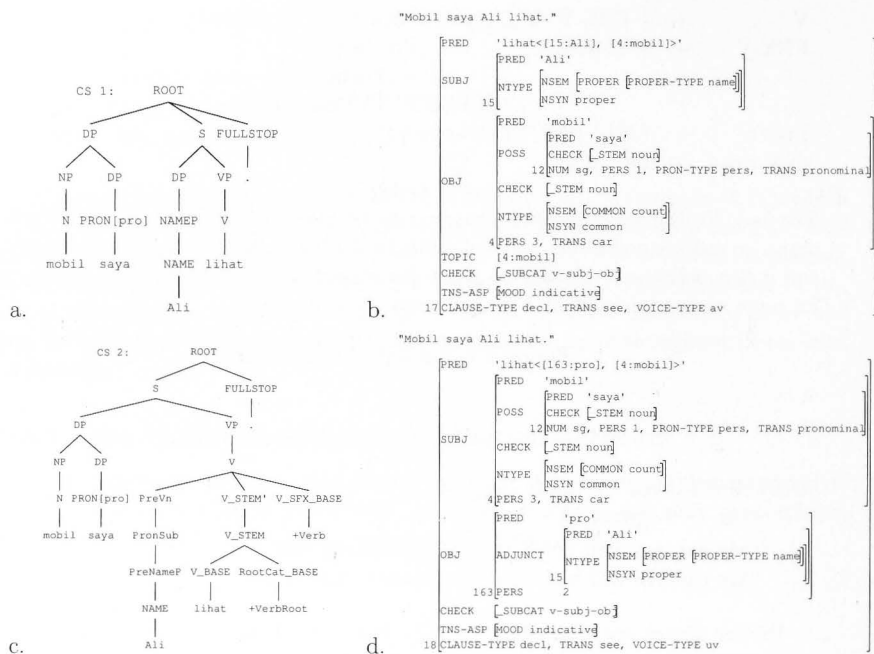 CS 1: ROOT
DP S FULLSTOP
NP DP DP VP .
N PRON[pro] NAMEP V
mobil saya NAME lihat
Ali
a.
"Mobil saya Ali lihat."
PRED 'lihat<[15:Ali], [4:mobil]>'
PRED 'Ali'
SUBJ
NTYPE NSEM PROPER PROPER-TYPE name
15 NSYN proper
PRED 'mobil'
PRED 'saya'
POSS CHECK _STEM noun
12 NUM sg, PERS 1, PRON-TYPE pers, TRANS pronominal
OBJ
CHECK _STEM noun
NTYPE NSEM COMMON count
NSYN common
4 PERS 3, TRANS car
TOPIC [4:mobil]
CHECK _SUBCAT v-subj-obj
TNS-ASP MOOD indicative
17 CLAUSE-TYPE decl, TRANS see, VOICE-TYPE av
b.
CS 2: ROOT
S FULLSTOP
DP VP .
NP DP V
N PRON[pro] PreVn V_STEM' V_SFX_BASE
mobil saya PronSub V_STEM +Verb
PreNameP V_BASE RootCat_BASE
NAME lihat +VerbRoot
Ali
c.
"Mobil saya Ali lihat."
PRED 'lihat<[163:pro], [4:mobil]>'
PRED 'mobil'
PRED 'saya'
POSS CHECK _STEM noun
12 NUM sg, PERS 1, PRON-TYPE pers, TRANS pronominal
SUBJ
CHECK _STEM noun
NTYPE NSEM COMMON count
NSYN common
4 PERS 3, TRANS car
PRED 'pro'
PRED 'Ali'
OBJ ADJUNCT
NTYPE NSEM PROPER PROPER-TYPE name
15 NSYN proper
163 PERS 2
CHECK _SUBCAT v-subj-obj
TNS-ASP MOOD indicative
18 CLAUSE-TYPE decl, TRANS see, VOICE-TYPE uv
d.